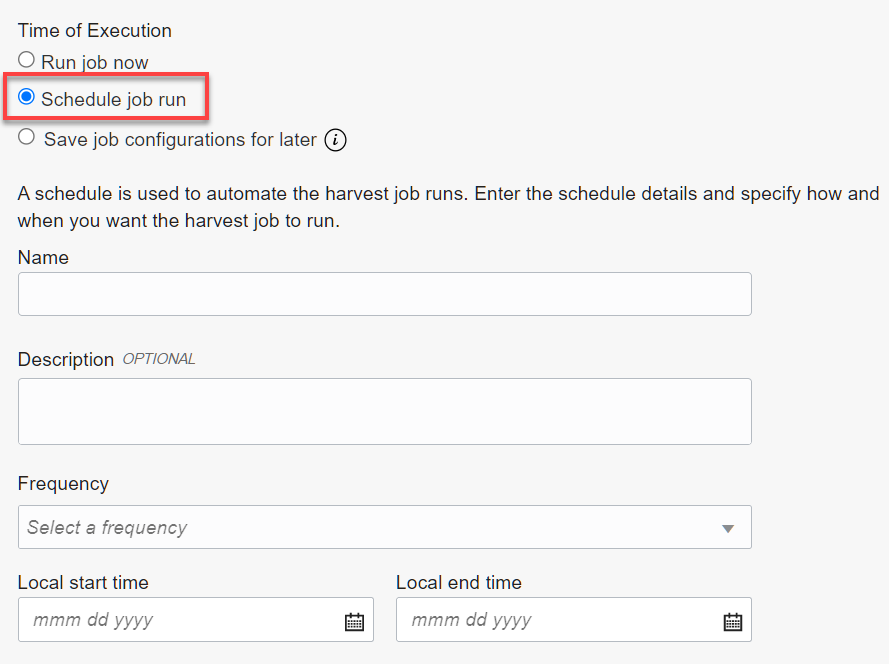 Time of Execution
Run job now
Schedule job run
Save job configurations for later
A schedule is used to automate the harvest job runs. Enter the schedule details and specify how and
when you want the harvest job to run.
Name
Description OPTIONAL
Frequency
Select a frequency
Local start time Local end time
mmm dd yyyy mmm dd yyyy